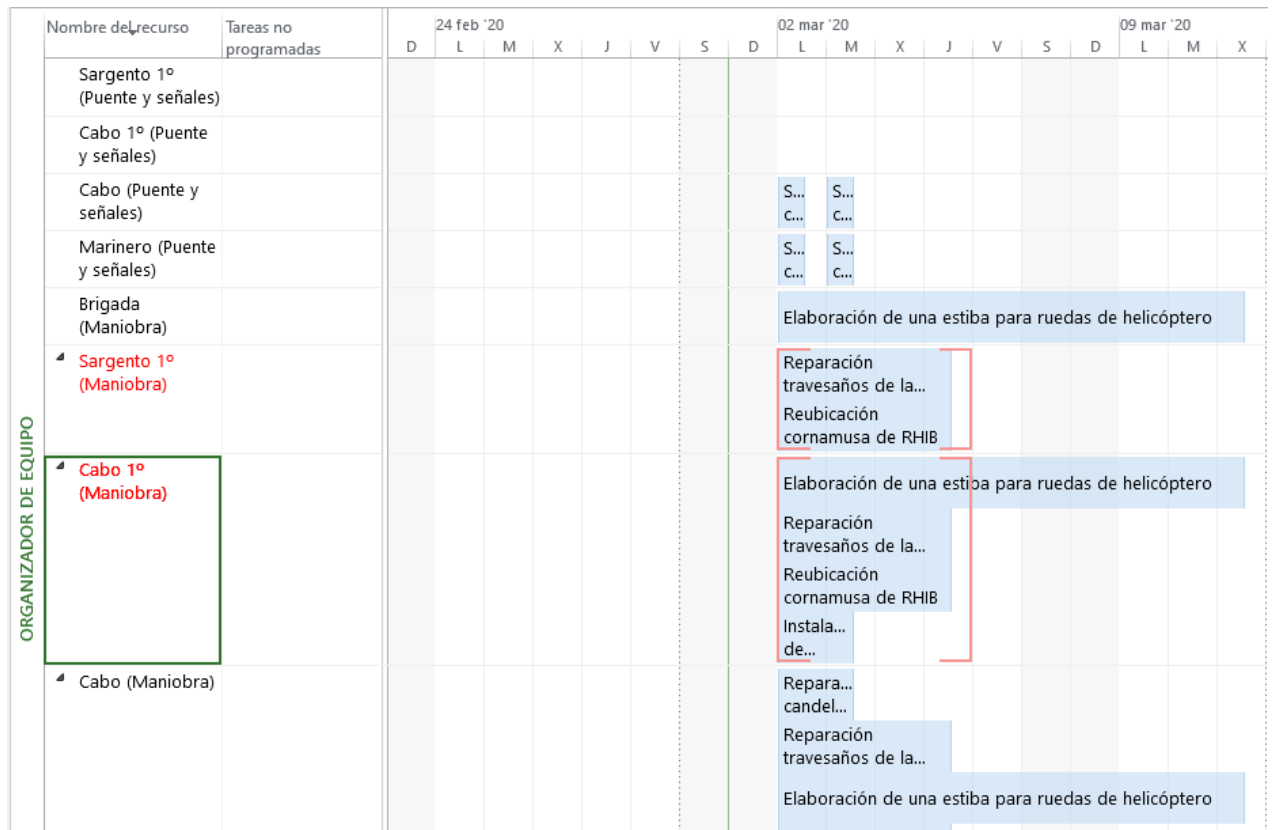 Nombre del recurso
Tareas no
programadas
24 feb '20
02 mar '20
09 mar '20
D L M X J V S D L M X J V S D L M X
ORGANIZADOR DE EQUIPO
Sargento 1º
(Puente y señales)
Cabo 1º (Puente
y señales)
Cabo (Puente y
señales)
S... S...
c... c...
Marinero (Puente
y señales)
S... S...
c... c...
Brigada
(Maniobra)
Elaboración de una estiba para ruedas de helicóptero
Sargento 1º
(Maniobra)
Reparación
travesaños de la...
Reubicación
cornamusa de RHIB
Cabo 1º
(Maniobra)
Elaboración de una estiba para ruedas de helicóptero
Reparación
travesaños de la...
Reubicación
cornamusa de RHIB
Instala...
de...
Cabo (Maniobra)
Repara...
candel...
Reparación
travesaños de la...
Elaboración de una estiba para ruedas de helicóptero